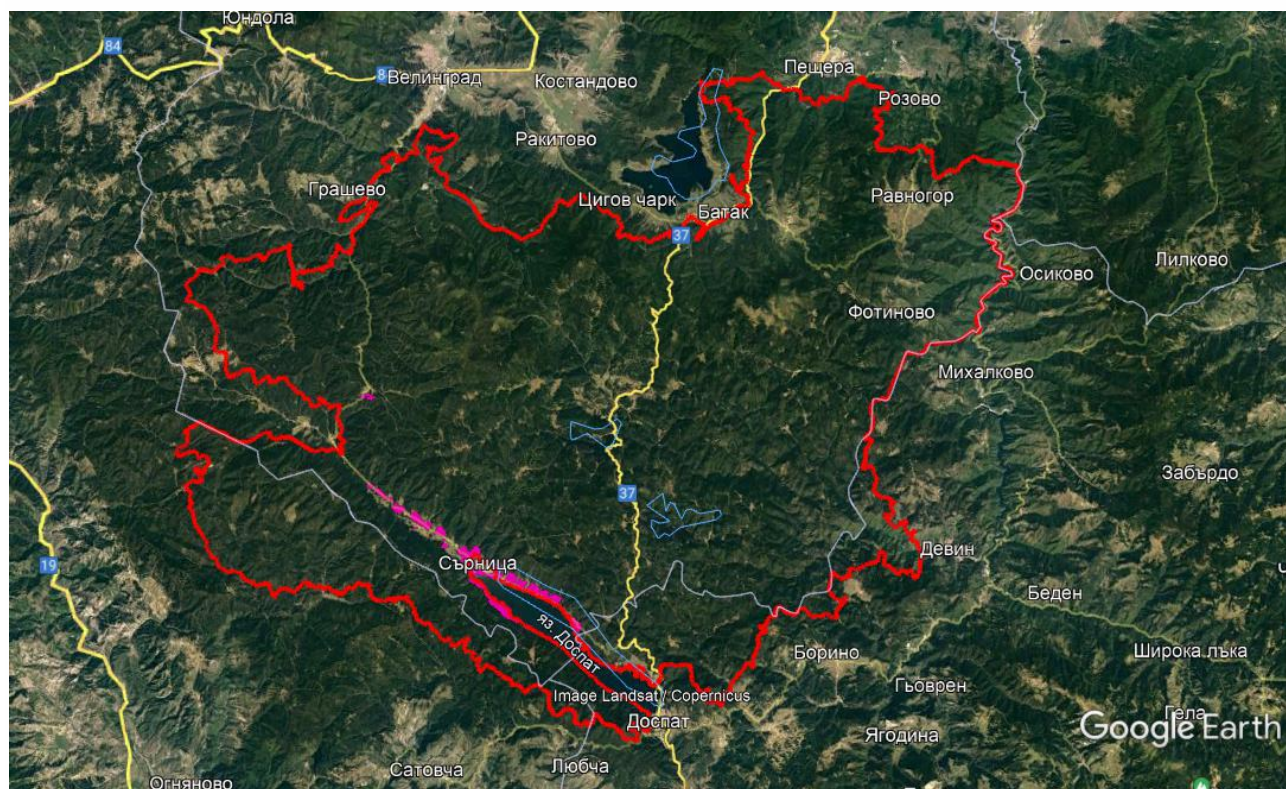 Юндола
84
8
Велинград
Костандово
Пещера
Розово
Ракитово
Грашево
Цигов чарк
Батак
Равногор
37
Осиково
Лилково
Фотиново
Михалково
Забърдо
37
Девин
19
Сърница
Беден
яз. Доспат
Борино
Широка лъка
Гьоврен
Image Landsat / Copernicus
Доспат
Гела
Google Earth
Ягодина
Любча
Сатовча
Огняново